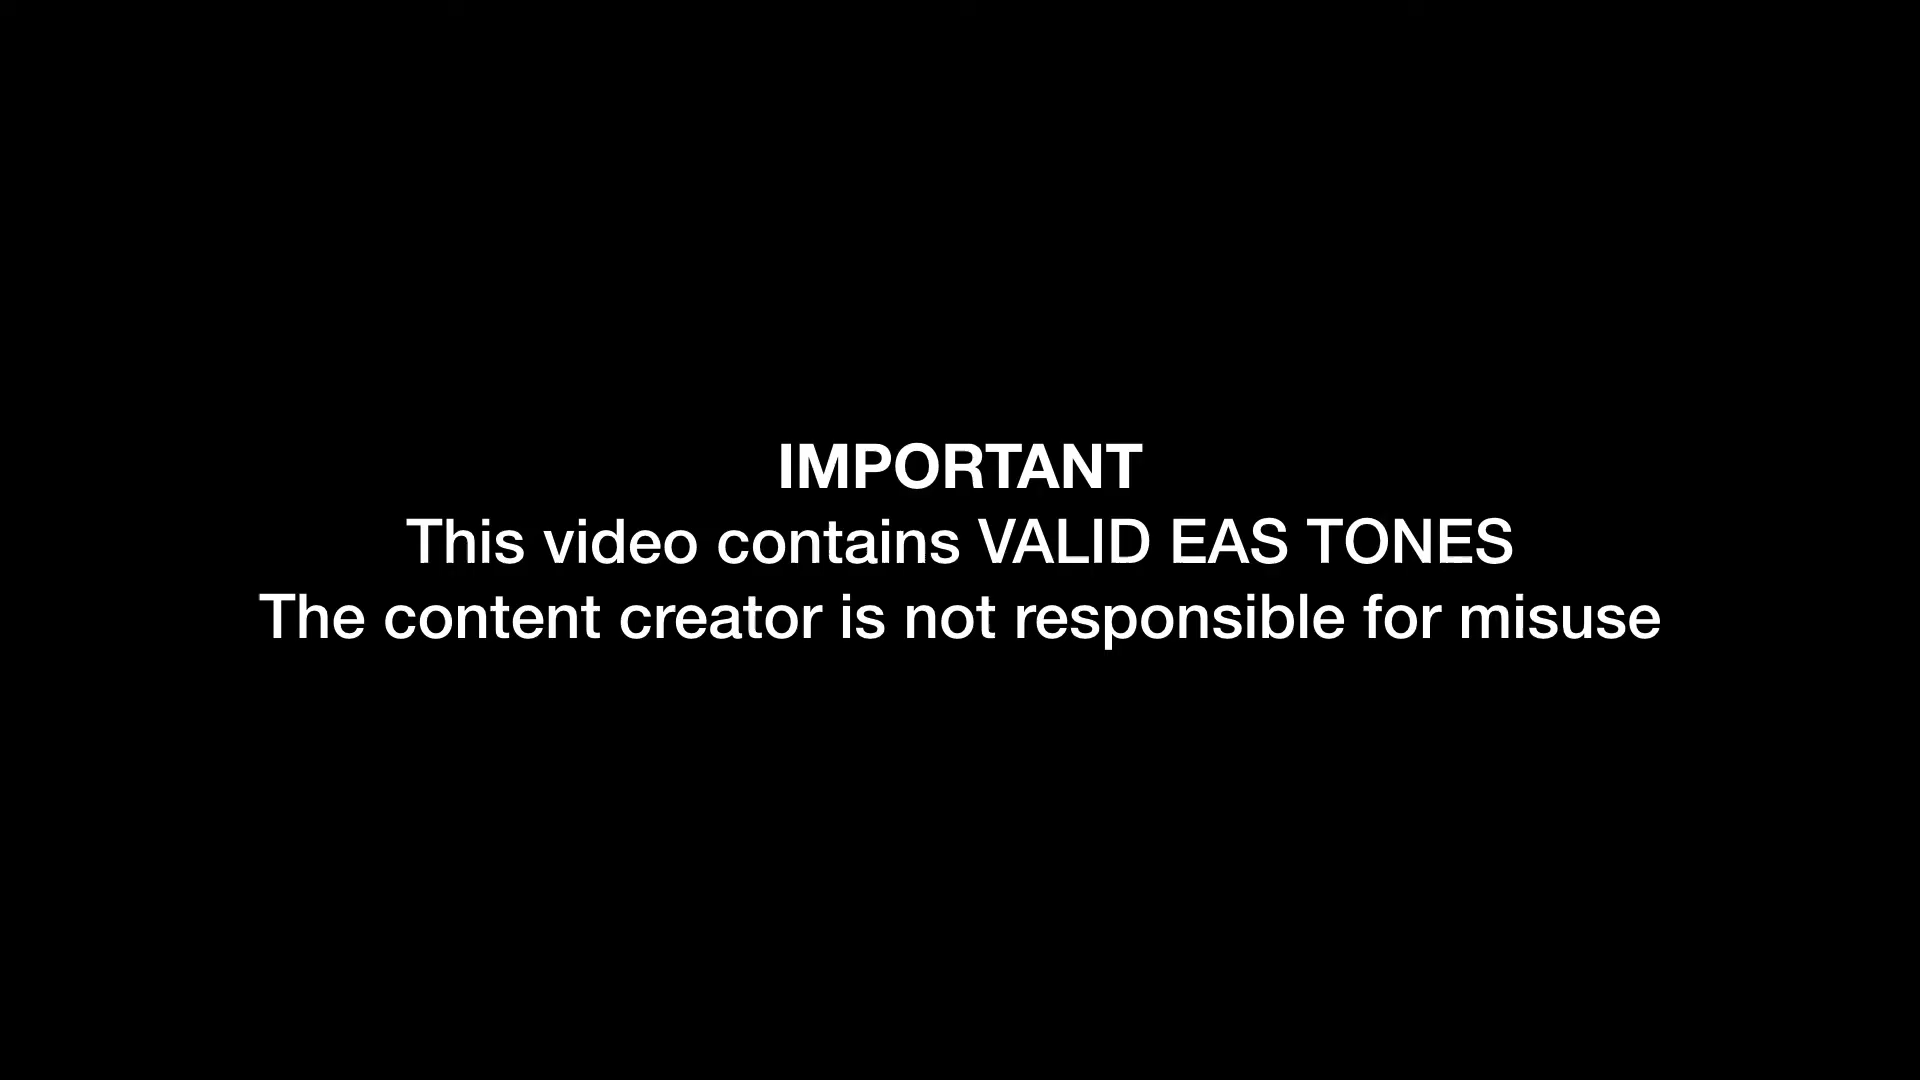 IMPORTANT
This video contains VALID EAS TONES
The content creator is not responsible for misuse